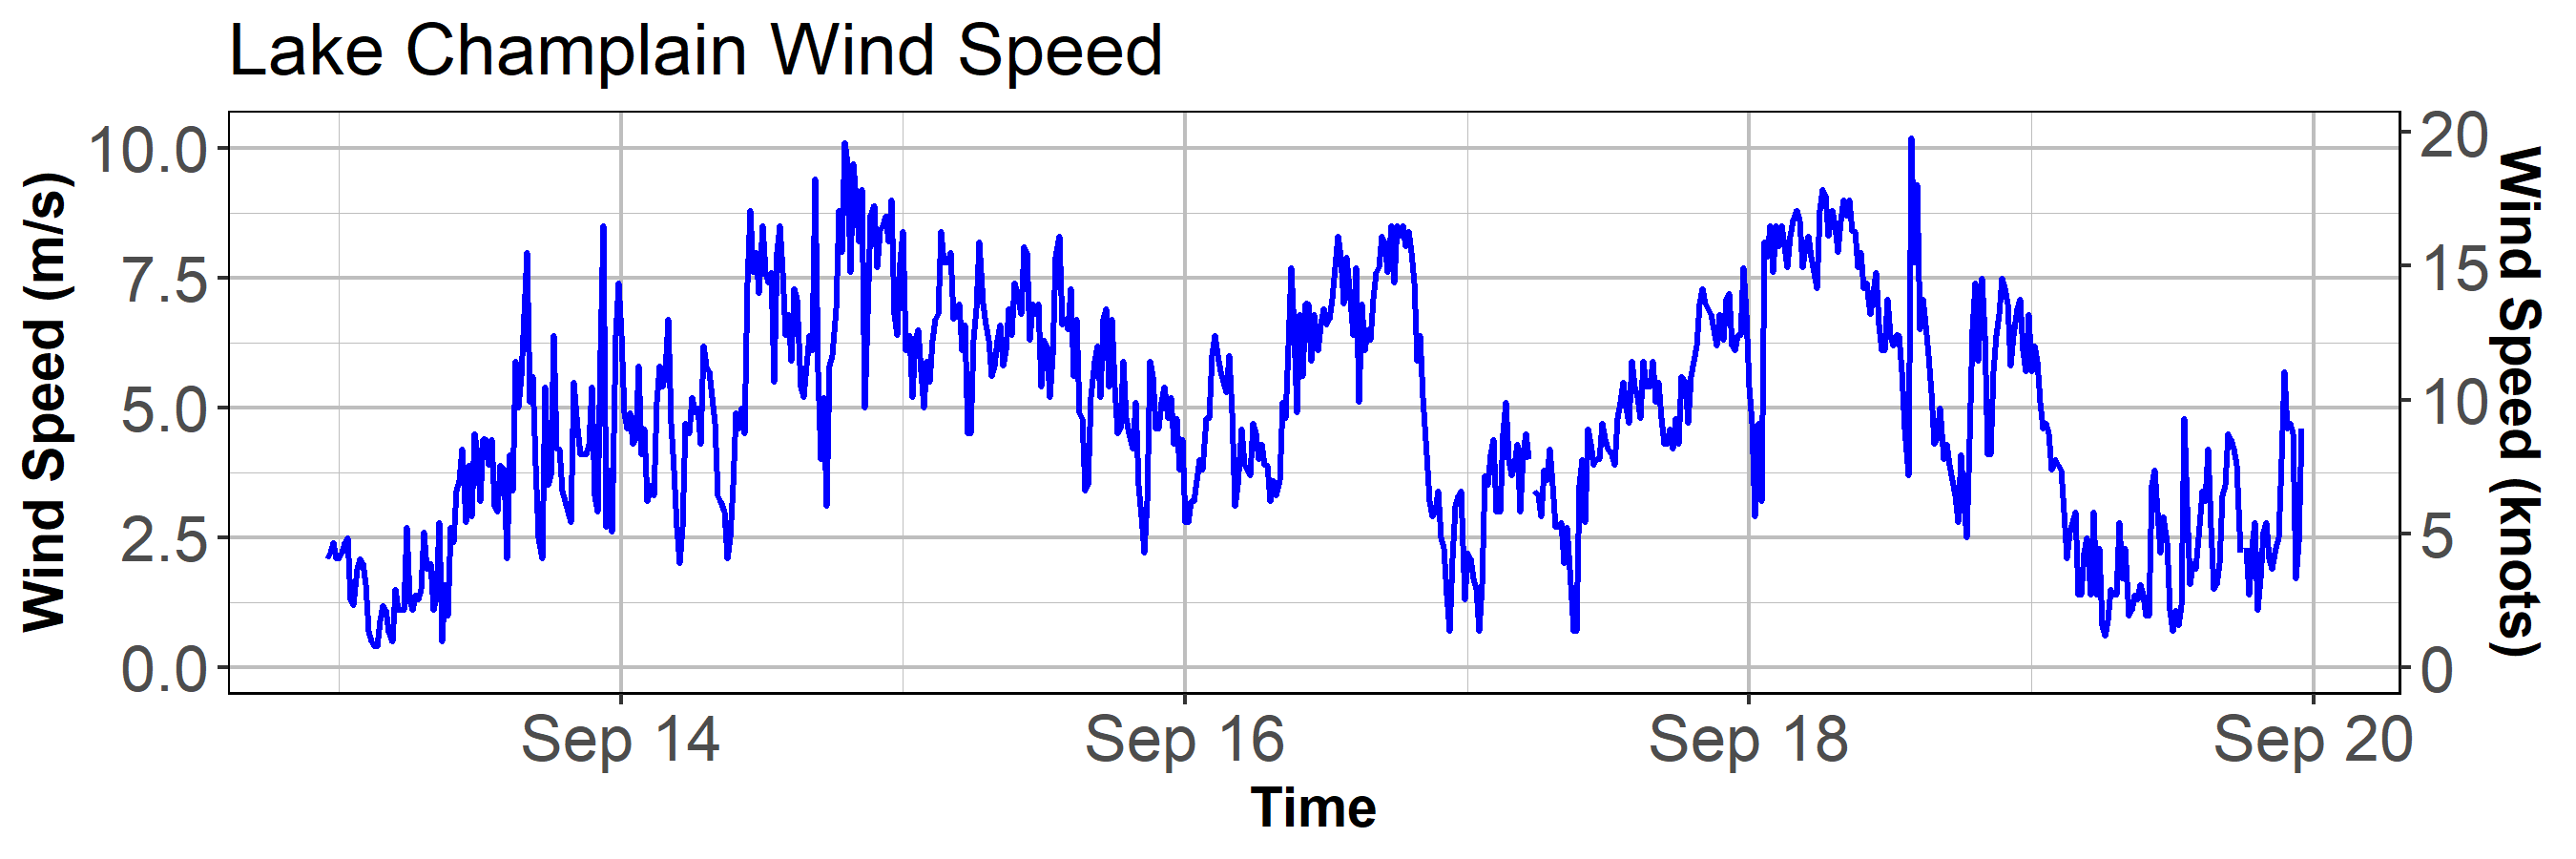 Lake Champlain Wind Speed
Wind Speed (m/s)
10.0
7.5
5.0
2.5
0.0
20
15
10
5
0
Wind Speed (knots)
Sep 14 Sep 16 Sep 18 Sep 20
Time